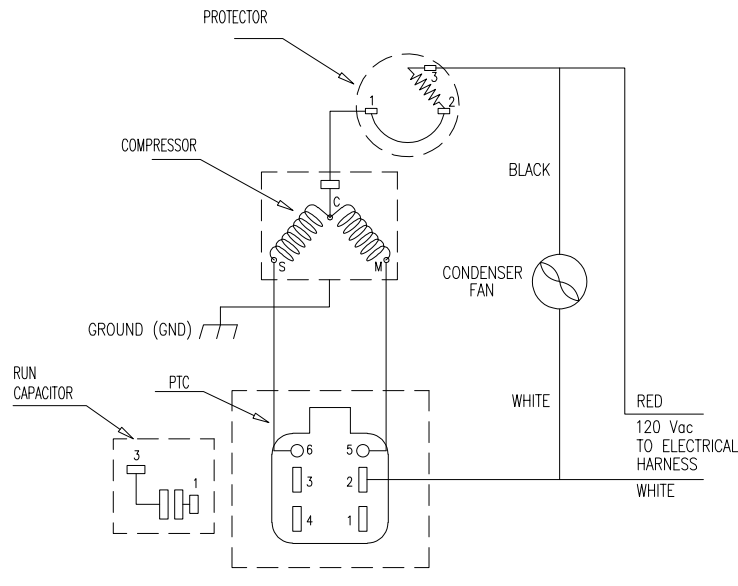 PROTECTOR
3
1
2
COMPRESSOR
BLACK
C
S
M
CONDENSER
FAN
GROUND (GND)
RUN
CAPACITOR
PTC
WHITE
RED
120 Vac
TO ELECTRICAL
HARNESS
WHITE
6
5
3
2
4
1
3
1